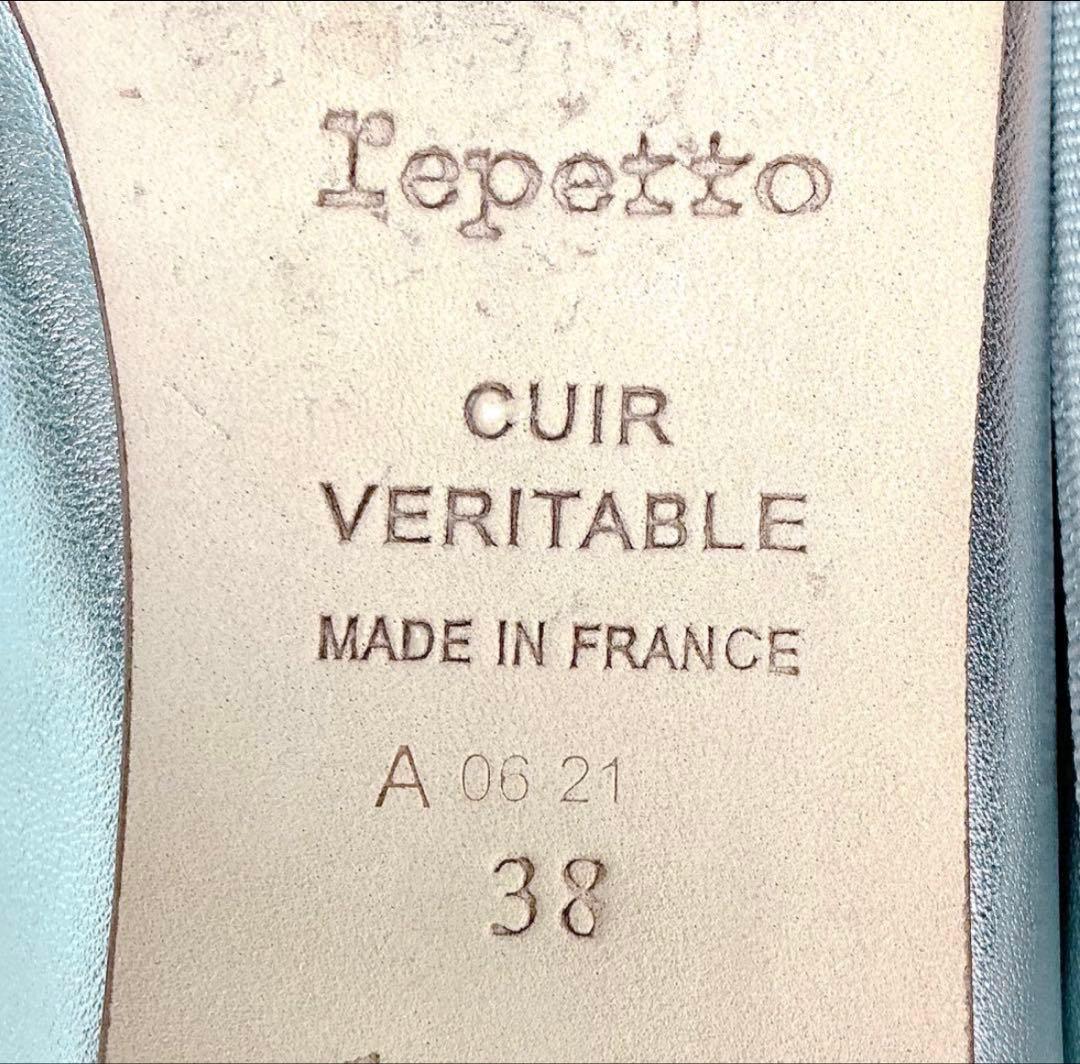 repetto
CUIR
VERITABLE
MADE IN FRANCE
A 06 21
38